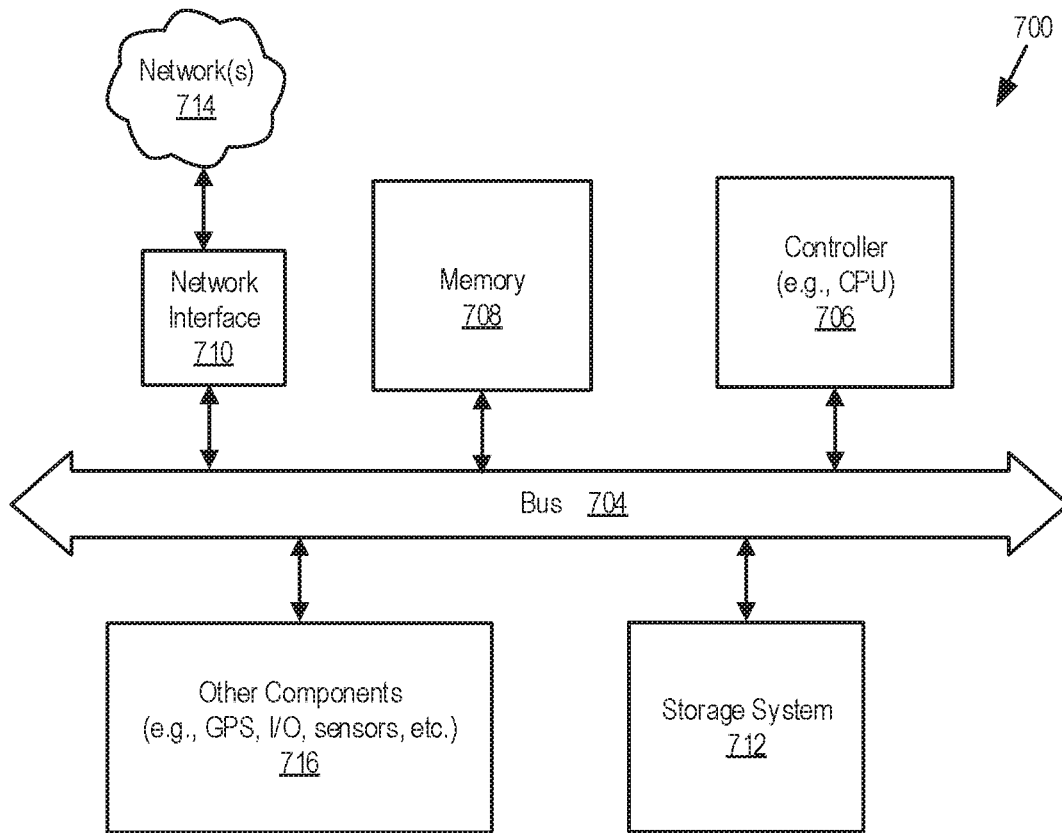 700
Network(s)
714
Network
Interface
710
Memory
708
Controller
(e.g., CPU)
706
Bus 704
Other Components
(e.g., GPS, I/O, sensors, etc.)
716
Storage System
712